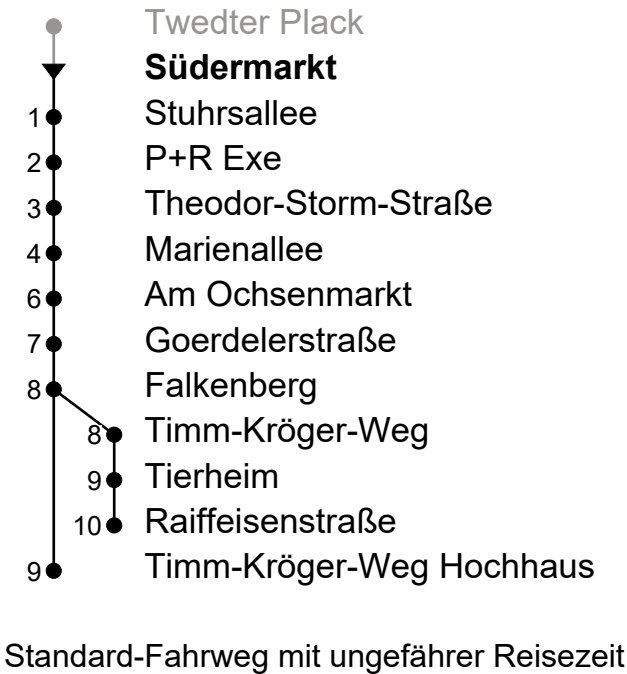 Twedter Plack
Südermarkt
1 Stuhrsallee
2 P+R Exe
3 Theodor-Storm-Straße
4 Marienallee
6 Am Ochsenmarkt
7 Goerdelerstraße
8 Falkenberg
8 Timm-Kröger-Weg
9 Tierheim
10 Raiffeisenstraße
9 Timm-Kröger-Weg Hochhaus
Standard-Fahrweg mit ungefährer Reisezeit